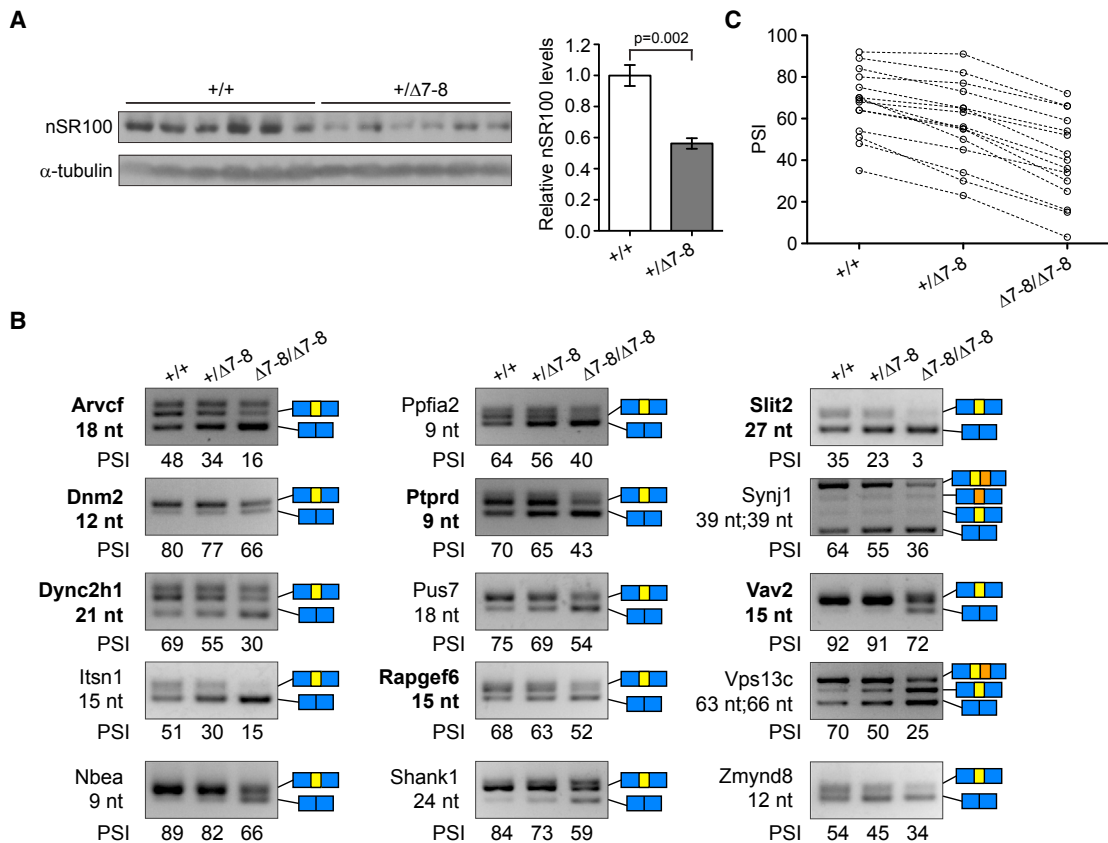 A
+/+
+/Δ7-8
nSR100
α-tubulin
Relative nSR100 levels
1.2
1.0
0.8
0.6
0.4
0.2
0.0
p=0.002
+/+
+/Δ7-8
C
PSI
100
80
60
40
20
0
+/+
+/Δ7-8
Δ7-8/Δ7-8
B
+/+ +/Δ7-8 Δ7-8/Δ7-8
Arvcf
18 nt
PSI 48 34 16
Dnm2
12 nt
PSI 80 77 66
Dync2h1
21 nt
PSI 69 55 30
Itsn1
15 nt
PSI 51 30 15
Nbea
9 nt
PSI 89 82 66
+/+ +/Δ7-8 Δ7-8/Δ7-8
Ppfia2
9 nt
PSI 64 56 40
Ptprd
9 nt
PSI 70 65 43
Pus7
18 nt
PSI 75 69 54
Rapgef6
15 nt
PSI 68 63 52
Shank1
24 nt
PSI 84 73 59
+/+ +/Δ7-8 Δ7-8/Δ7-8
Slit2
27 nt
PSI 35 23 3
Synj1
39 nt;39 nt
PSI 64 55 36
Vav2
15 nt
PSI 92 91 72
Vps13c
63 nt;66 nt
PSI 70 50 25
Zmynd8
12 nt
PSI 54 45 34